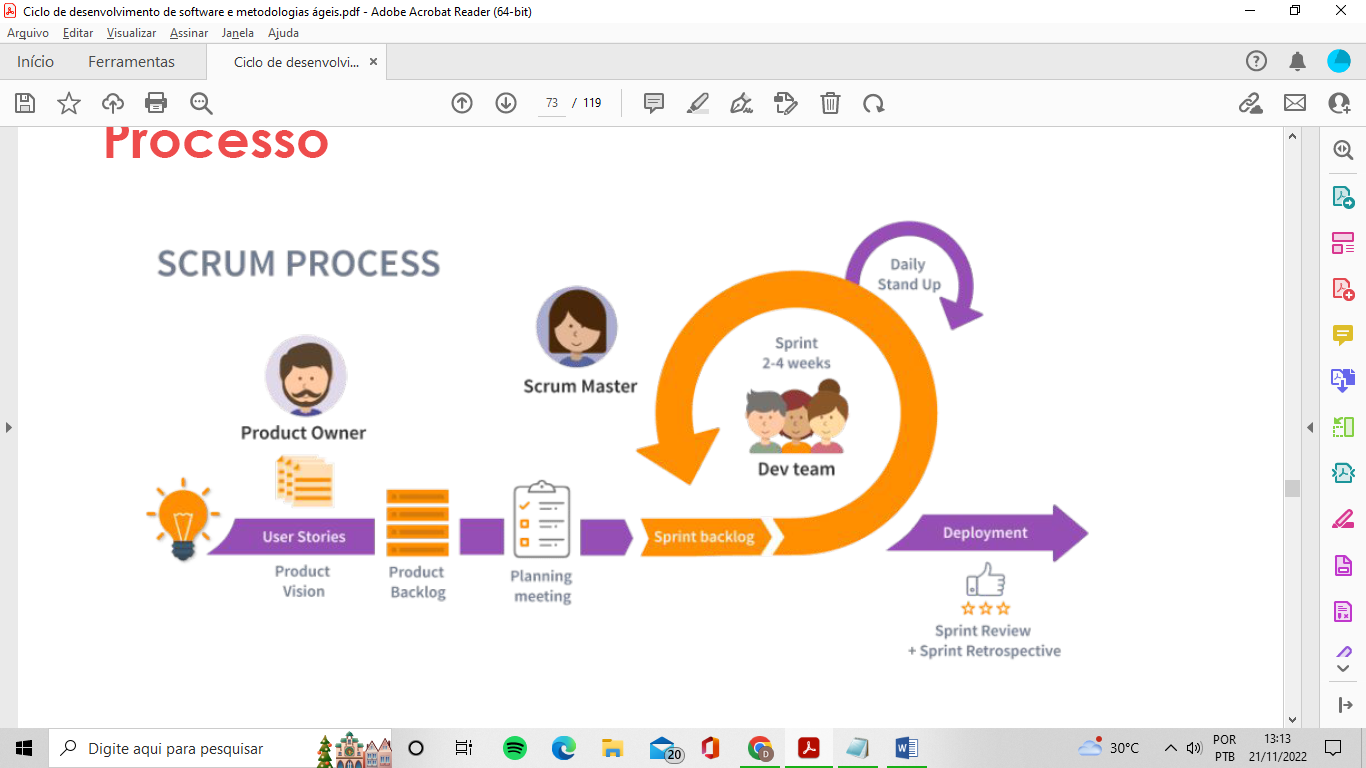 Ciclo de desenvolvimento de software e metodologias ágeis.pdf - Adobe Acrobat Reader (64-bit)
Arquivo Editar Visualizar Assinar Janela Ajuda
Início Ferramentas Ciclo de desenvolvi... ×
73 / 119
Processo
SCRUM PROCESS
Daily
Stand Up
Sprint
2-4 weeks
Scrum Master
Product Owner
Dev team
User Stories
Sprint backlog
Deployment
Product
Vision
Product
Backlog
Planning
meeting
Sprint Review
+ Sprint Retrospective
Digite aqui para pesquisar
20
D
30°C
POR
PTB
13:13
21/11/2022